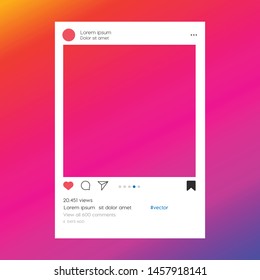 Lorem ipsum
Dolor sit amet
20.451 views
Lorem ipsum dolor sit amet #vector
View all 600 comments
shutterstock.com · 1457918141